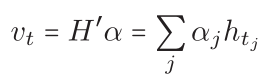 v_t = H′α = ∑_j α_j h_{t_j}